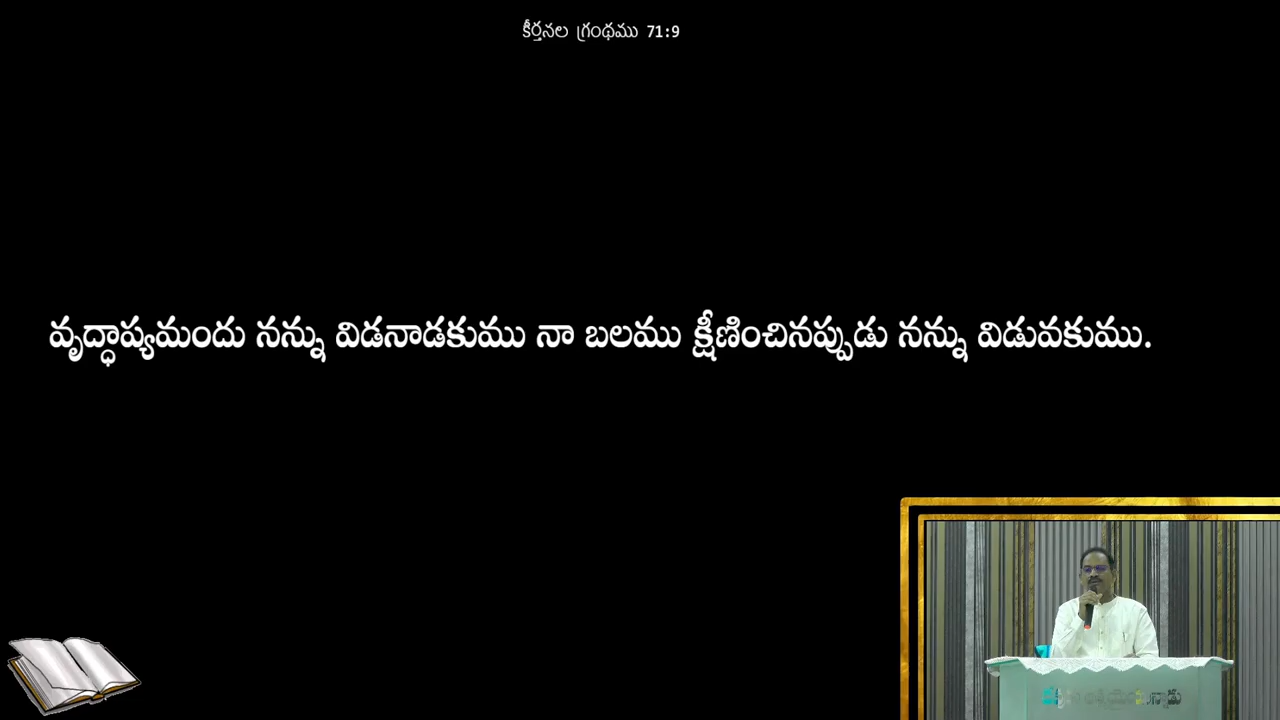 కీర్తనల గ్రంథము 71:9
వృద్ధాప్యమందు నన్ను విడనాడకుము నా బలము క్షీణించినప్పుడు నన్ను విడువకుము.